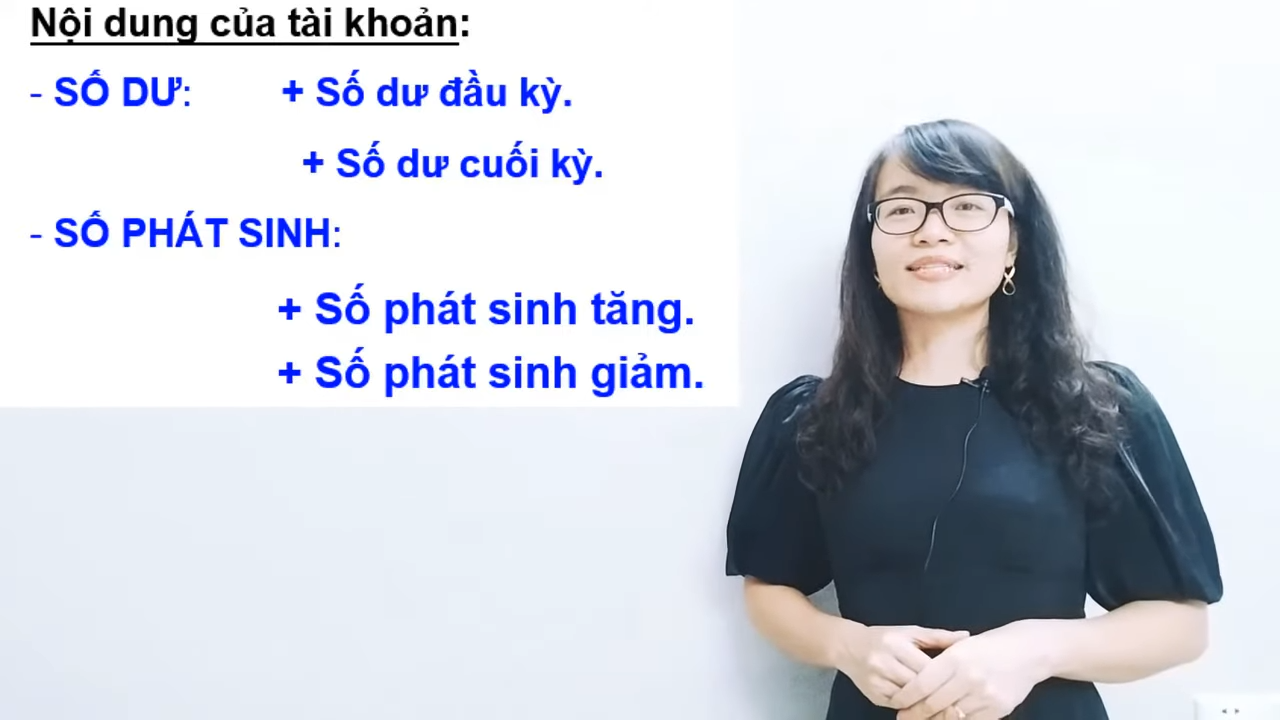 Nội dung của tài khoản:
- SỐ DƯ: + Số dư đầu kỳ.
+ Số dư cuối kỳ.
- SỐ PHÁT SINH:
+ Số phát sinh tăng.
+ Số phát sinh giảm.